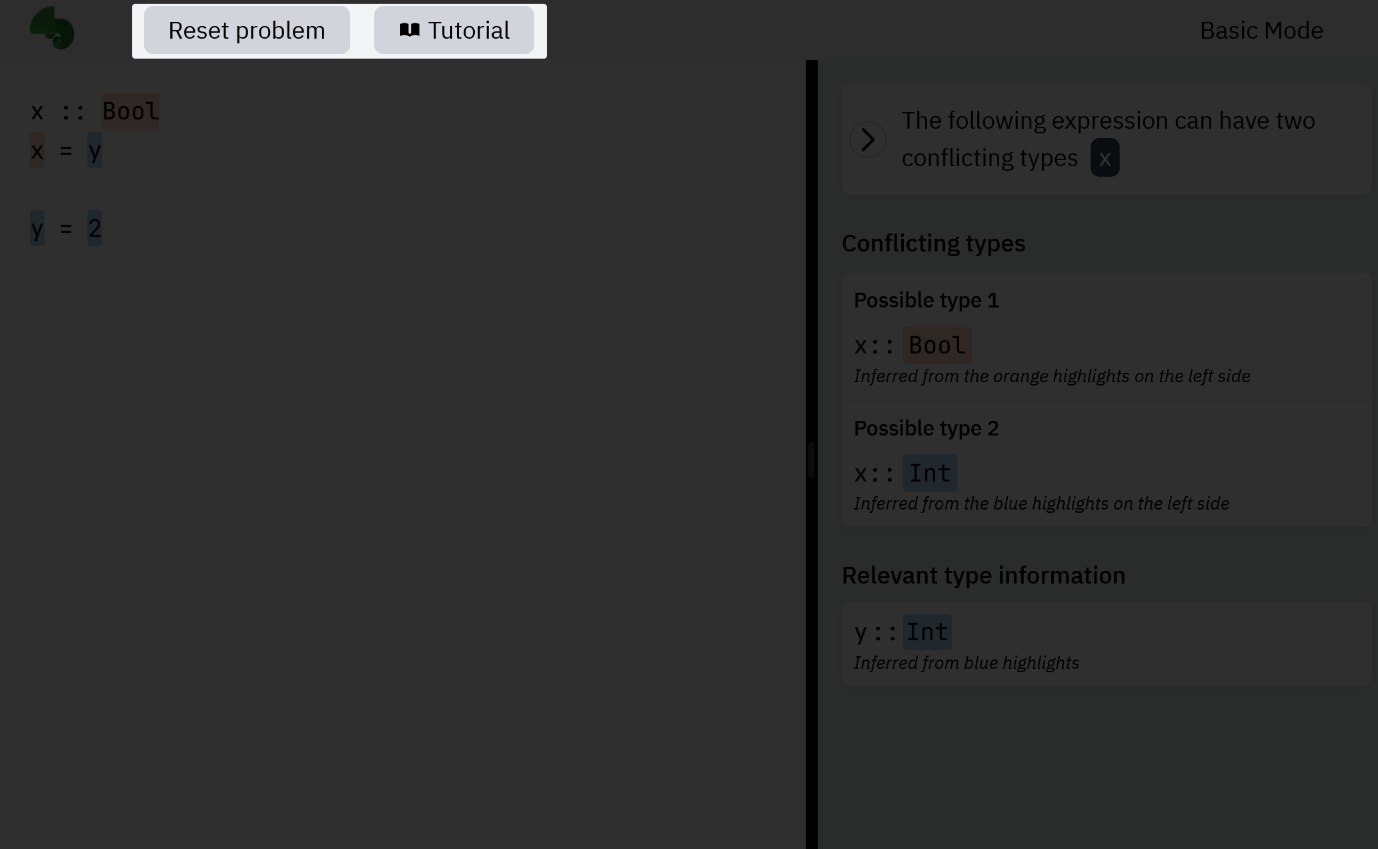 Reset problem
Tutorial
Basic Mode
x :: Bool
x = y
y = 2
The following expression can have two
conflicting types x
Conflicting types
Possible type 1
x:: Bool
Inferred from the orange highlights on the left side
Possible type 2
x:: Int
Inferred from the blue highlights on the left side
Relevant type information
y :: Int
Inferred from blue highlights